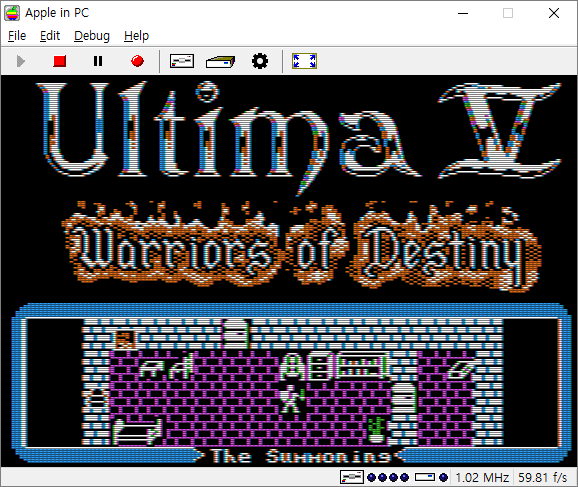 Apple in PC
File Edit Debug Help
Ultima V
Warriors of Destiny
The Summoning
1.02 MHz 59.81 f/s